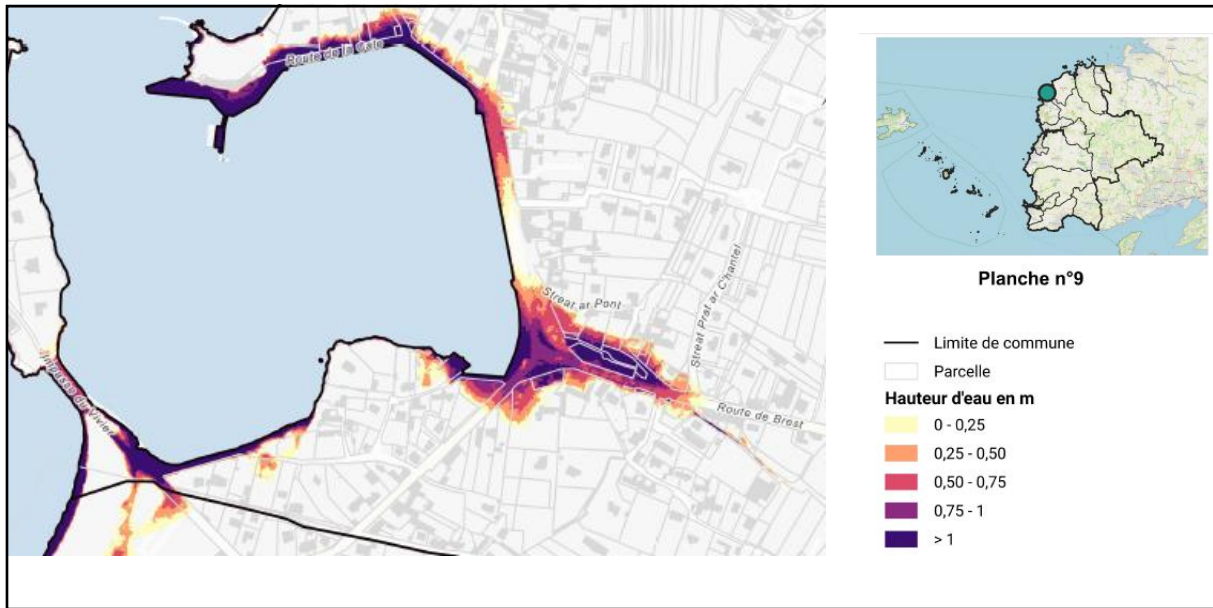 Route de la Cale
Streat ar Pont
Streat Prat ar C'hantel
Route de Brest
Impasse du Vivier
Planche n°9
Limite de commune
Parcelle
Hauteur d'eau en m
0 - 0,25
0,25 - 0,50
0,50 - 0,75
0,75 - 1
> 1